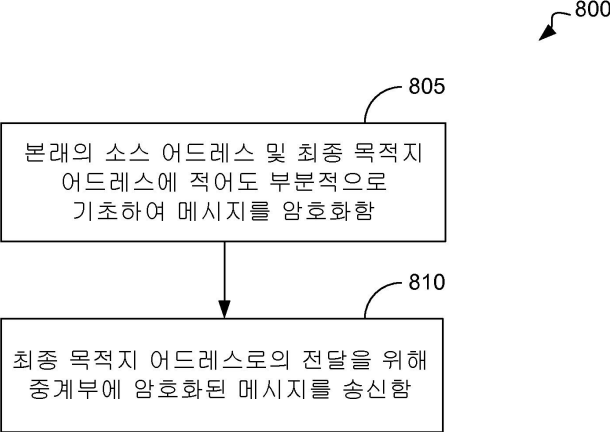 800
805
본래의 소스 어드레스 및 최종 목적지
어드레스에 적어도 부분적으로
기초하여 메시지를 암호화함
810
최종 목적지 어드레스로의 전달을 위해
중계부에 암호화된 메시지를 송신함